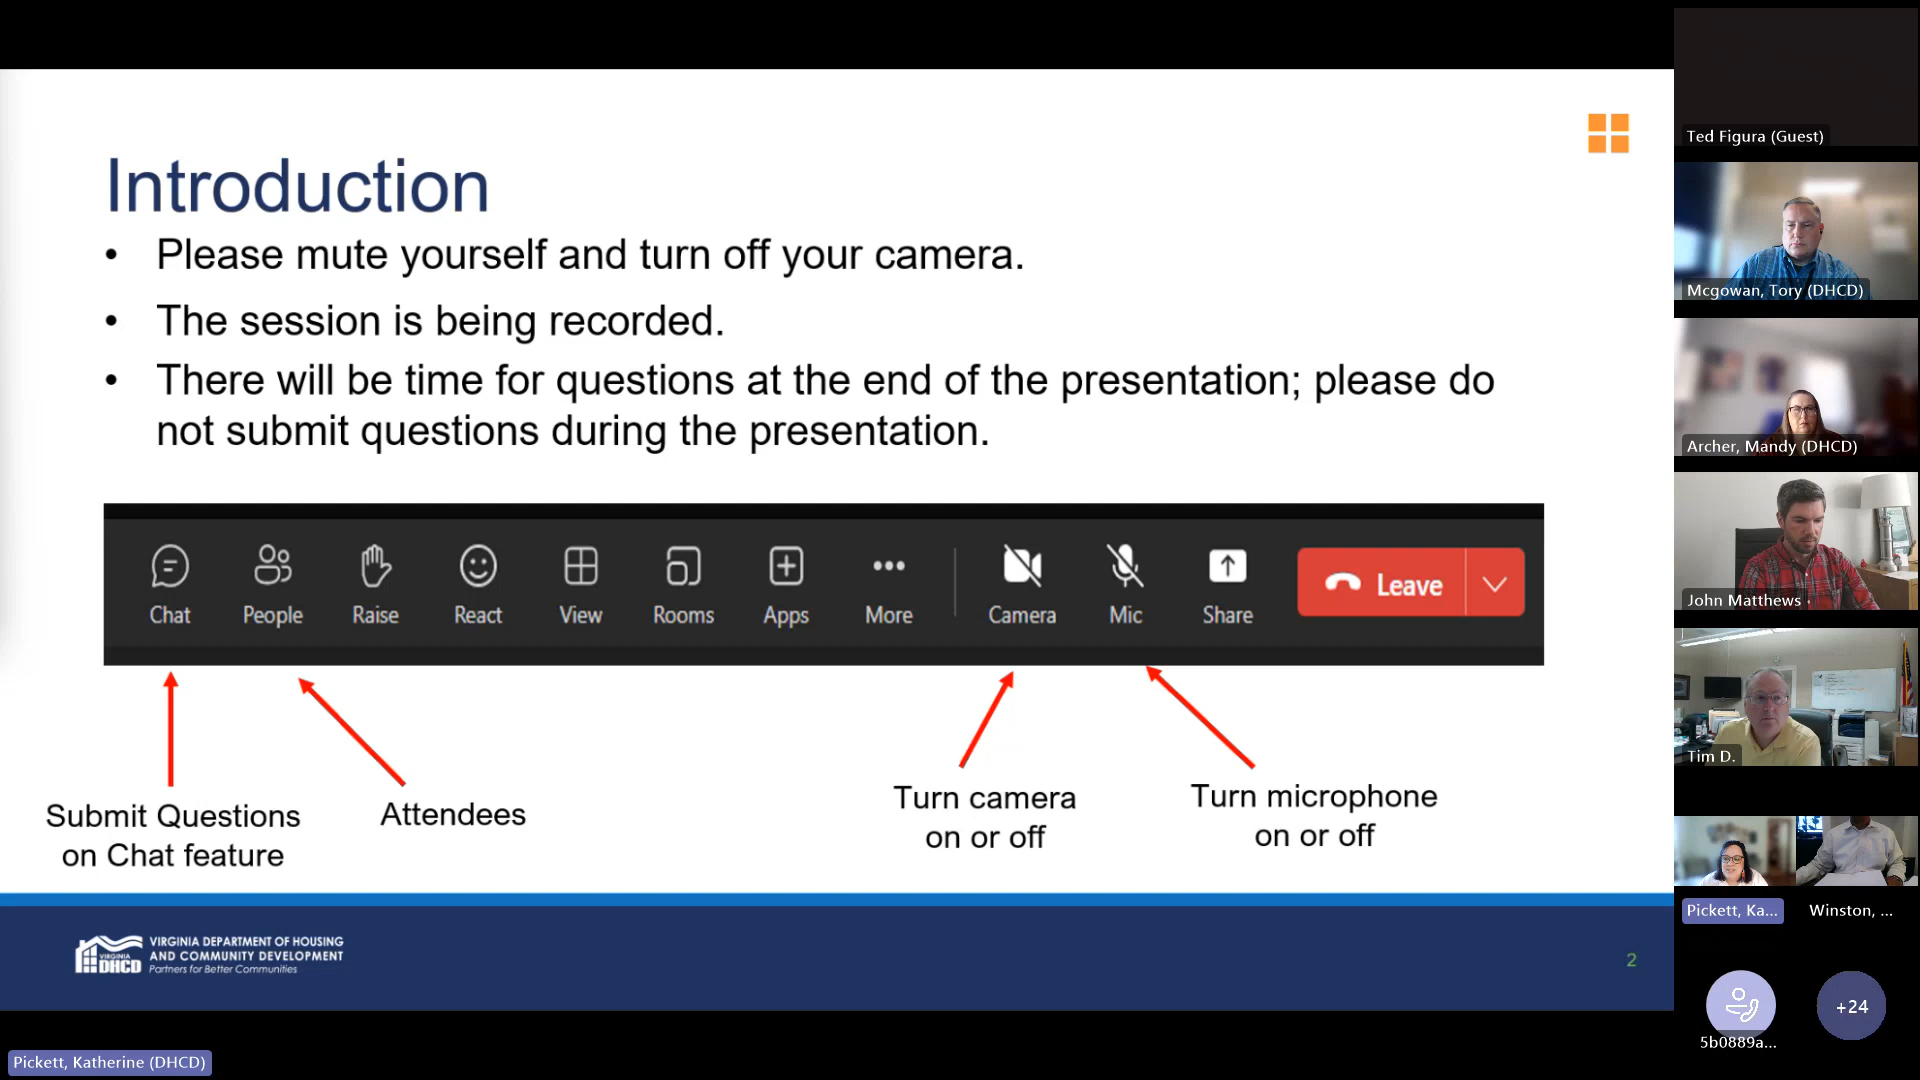 Introduction
• Please mute yourself and turn off your camera.
• The session is being recorded.
• There will be time for questions at the end of the presentation; please do
not submit questions during the presentation.
Chat People Raise React View Rooms Apps More Camera Mic Share Leave
Submit Questions
on Chat feature
Attendees
Turn camera
on or off
Turn microphone
on or off
VIRGINIA
DHCD
VIRGINIA DEPARTMENT OF HOUSING
AND COMMUNITY DEVELOPMENT
Partners for Better Communities
2
Pickett, Katherine (DHCD)
Ted Figura (Guest)
Mcgowan, Tory (DHCD)
Archer, Mandy (DHCD)
John Matthews
Tim D.
Pickett, Ka...
Winston, ...
5b0889a...
+24